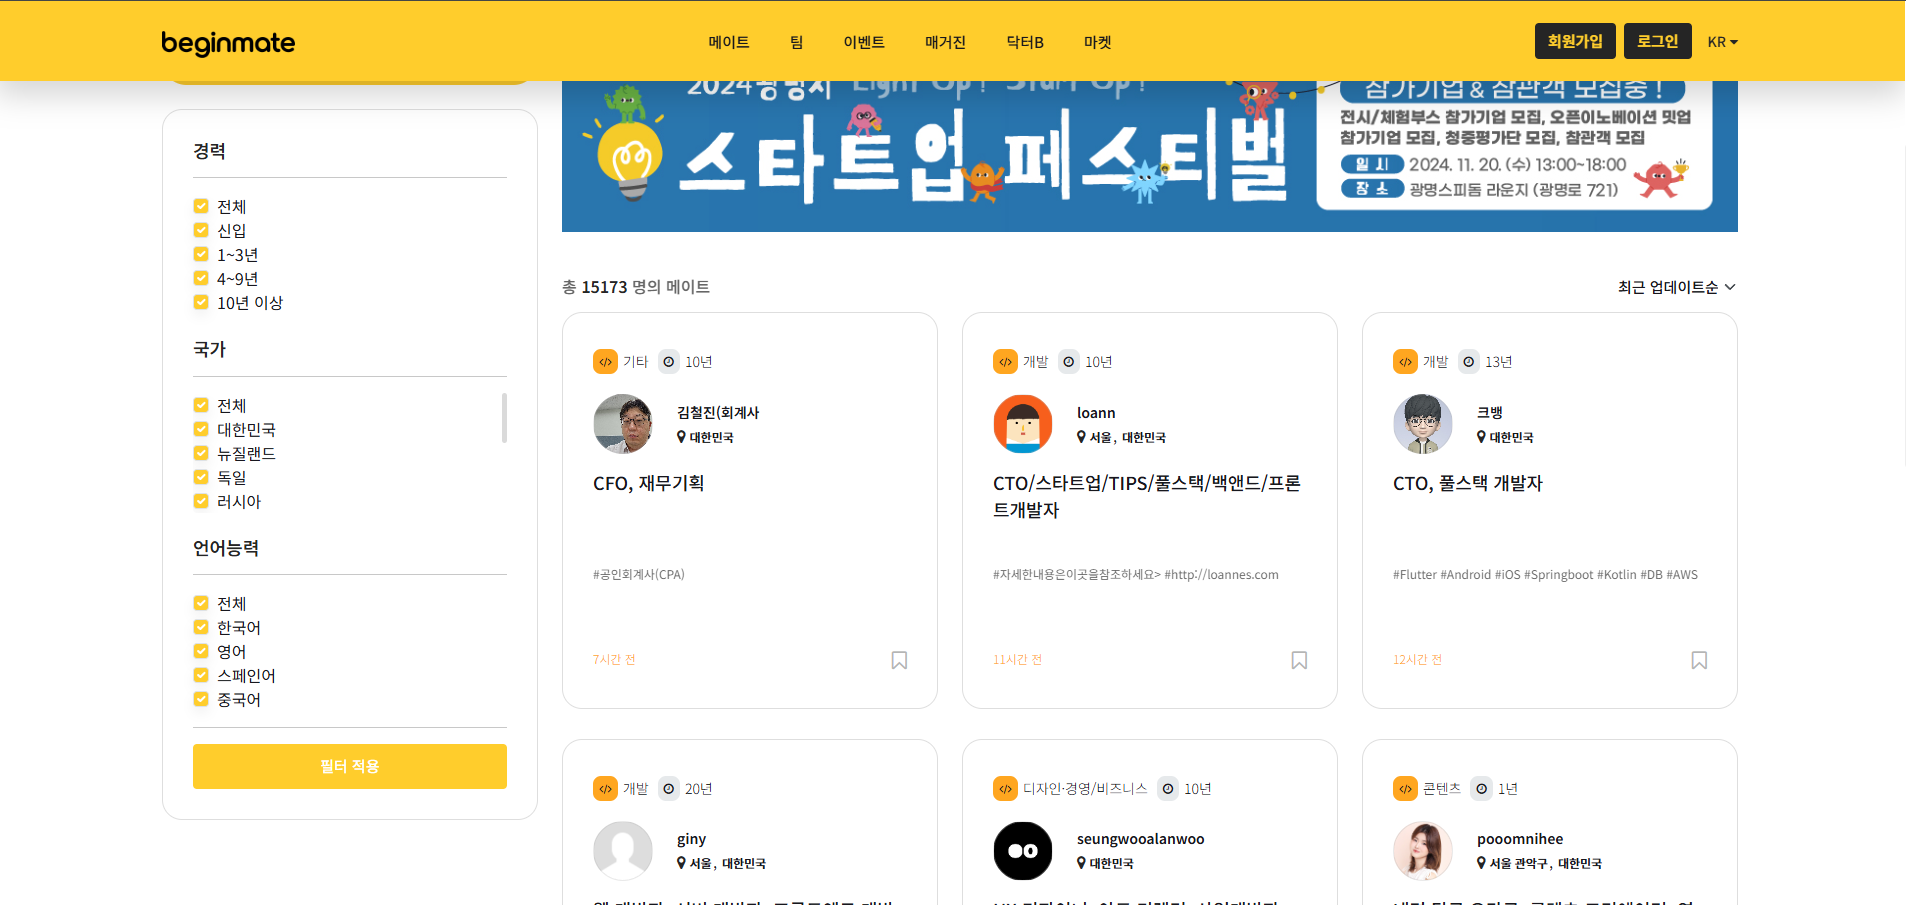 beginmate
메이트 팀 이벤트 매거진 닥터B 마켓
회원가입 로그인 KR
2024광명시 Light Up! Start Up!
스타트업 페스티벌
참가기업 & 참관객 모집중 !
전시/체험부스 참가기업 모집, 오픈이노베이션 밋업
참가기업 모집, 청중평가단 모집, 참관객 모집
일 시 2024. 11. 20. (수) 13:00~18:00
장 소 광명스피돔 라운지 (광명로 721)
경력
전체
신입
1~3년
4~9년
10년 이상
국가
전체
대한민국
뉴질랜드
독일
러시아
언어능력
전체
한국어
영어
스페인어
중국어
필터 적용
총 15173 명의 메이트
최근 업데이트순
기타 10년
김철진(회계사
대한민국
CFO, 재무기획
#공인회계사(CPA)
7시간 전
개발 10년
loann
서울, 대한민국
CTO/스타트업/TIPS/풀스택/백앤드/프론
트개발자
#자세한내용은이곳을참조하세요> #http://loannes.com
11시간 전
개발 13년
크뱅
대한민국
CTO, 풀스택 개발자
#Flutter #Android #iOS #Springboot #Kotlin #DB #AWS
12시간 전
개발 20년
giny
서울, 대한민국
디자인·경영/비즈니스 10년
seungwooalanwoo
대한민국
콘텐츠 1년
pooomnihee
서울 관악구, 대한민국